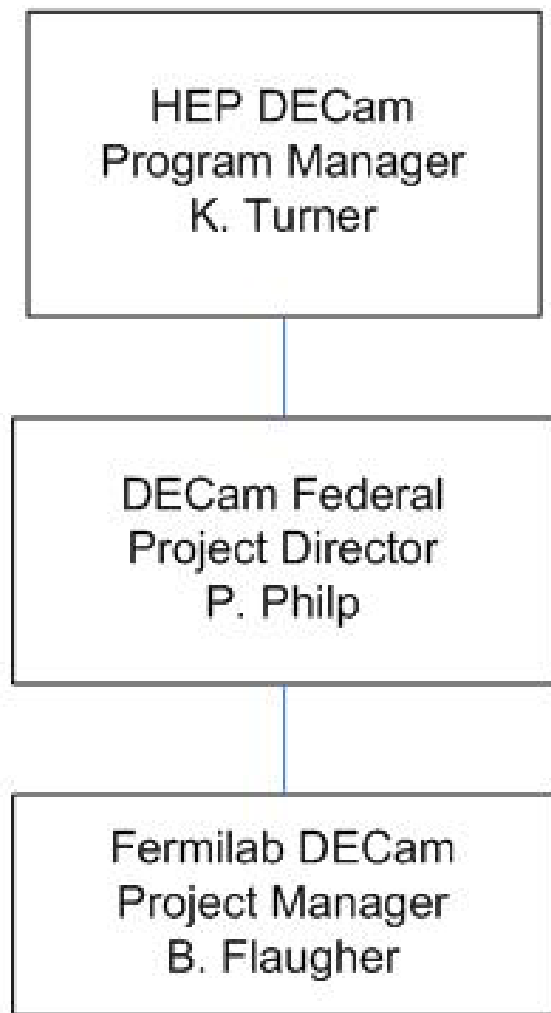 HEP DECam
Program Manager
K. Turner
DECam Federal
Project Director
P. Philp
Fermilab DECam
Project Manager
B. Flaugher